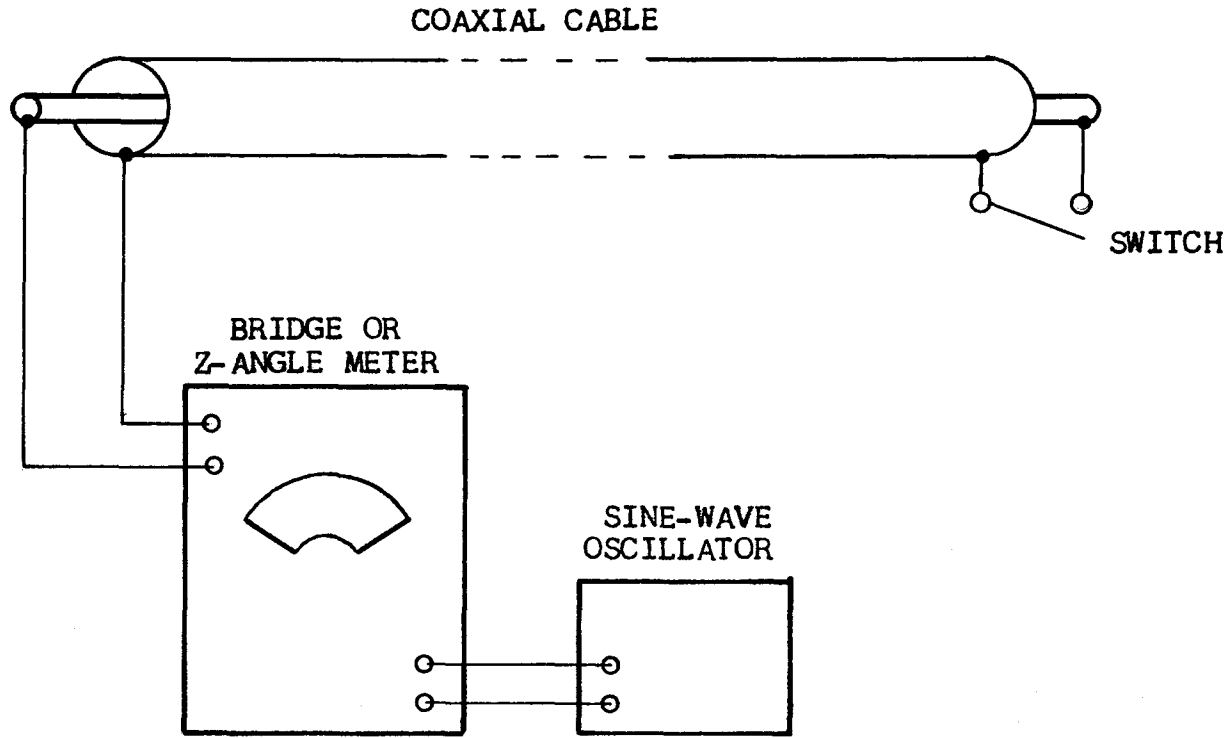 COAXIAL CABLE
SWITCH
BRIDGE OR
Z-ANGLE METER
SINE-WAVE
OSCILLATOR